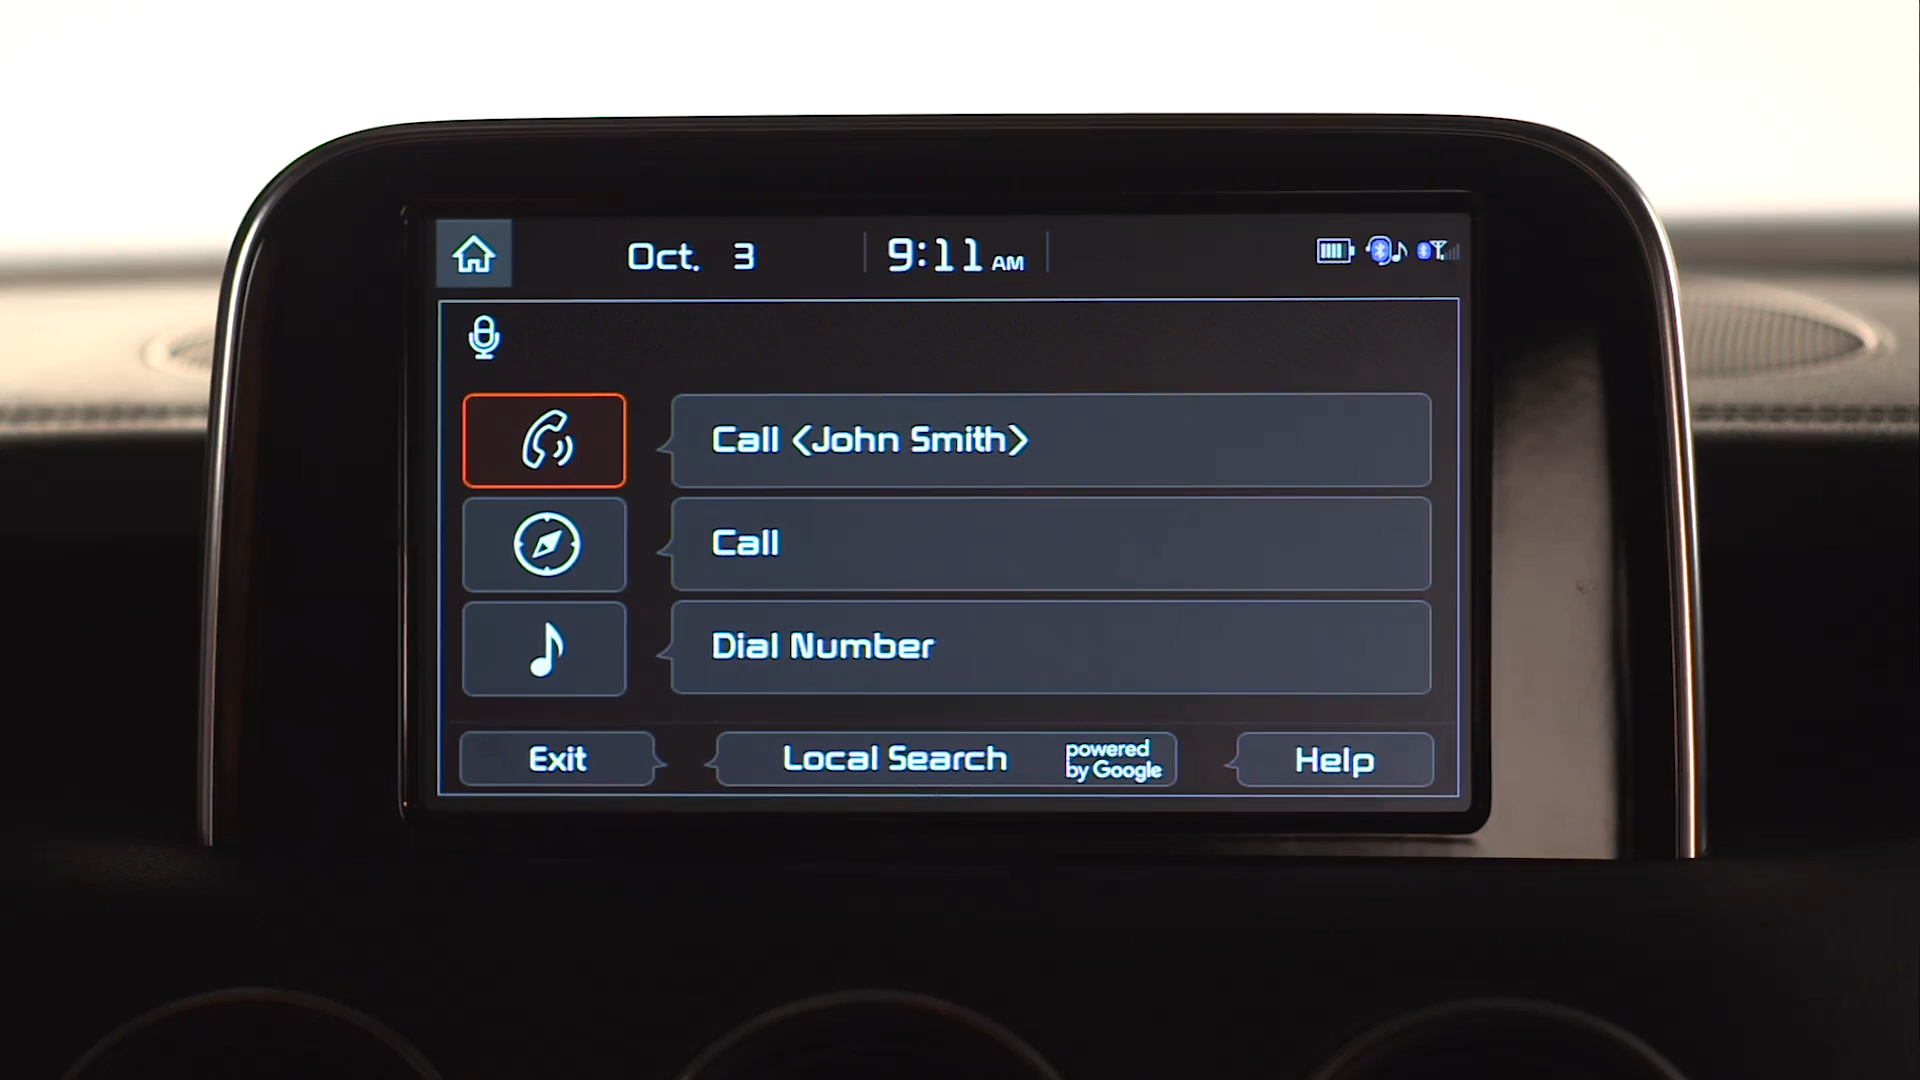 Oct. 3 9:11 AM
Call <John Smith>
Call
Dial Number
Exit Local Search powered by Google Help